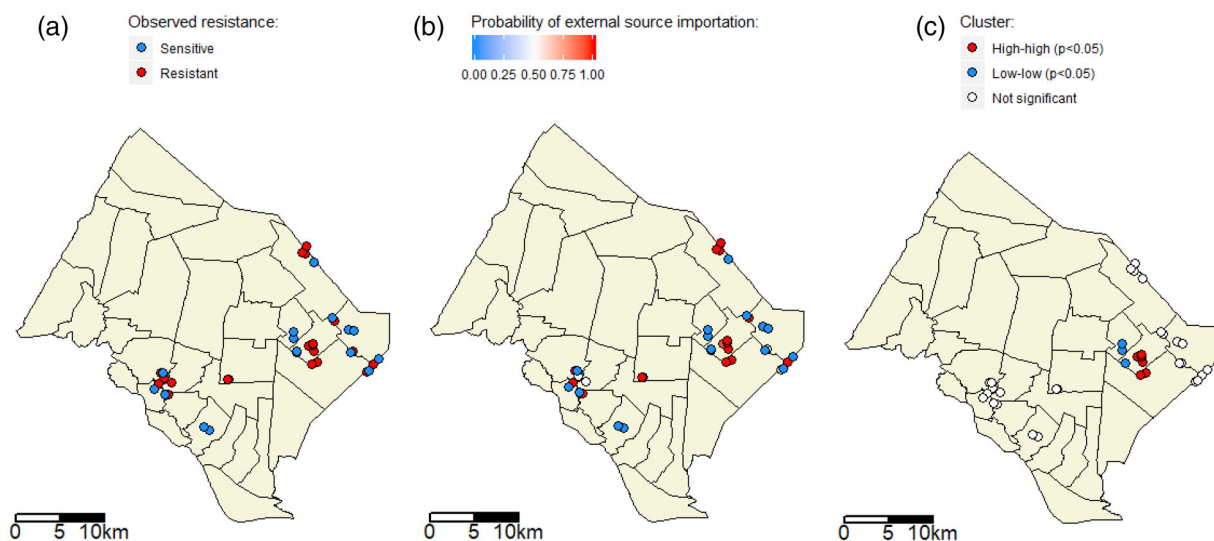 (a)
Observed resistance:
Sensitive
Resistant
0 5 10km
(b)
Probability of external source importation:
0.00 0.25 0.50 0.75 1.00
0 5 10km
(c)
Cluster:
High-high (p<0.05)
Low-low (p<0.05)
Not significant
0 5 10km